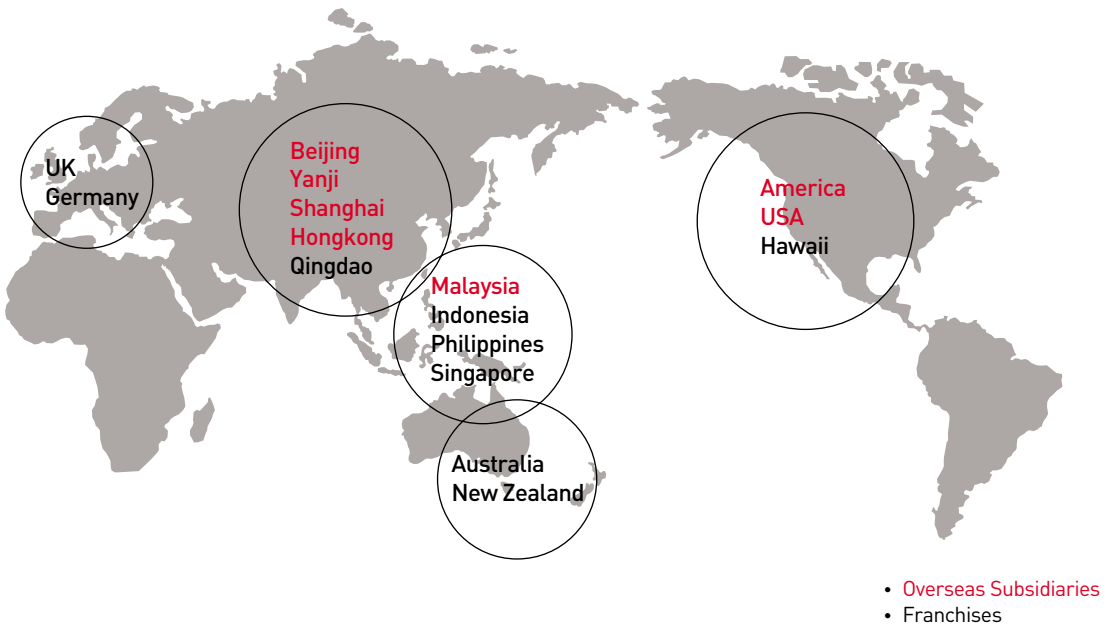 UK
Germany
Beijing
Yanji
Shanghai
Hongkong
Qingdao
Malaysia
Indonesia
Philippines
Singapore
Australia
New Zealand
America
USA
Hawaii
• Overseas Subsidiaries
• Franchises